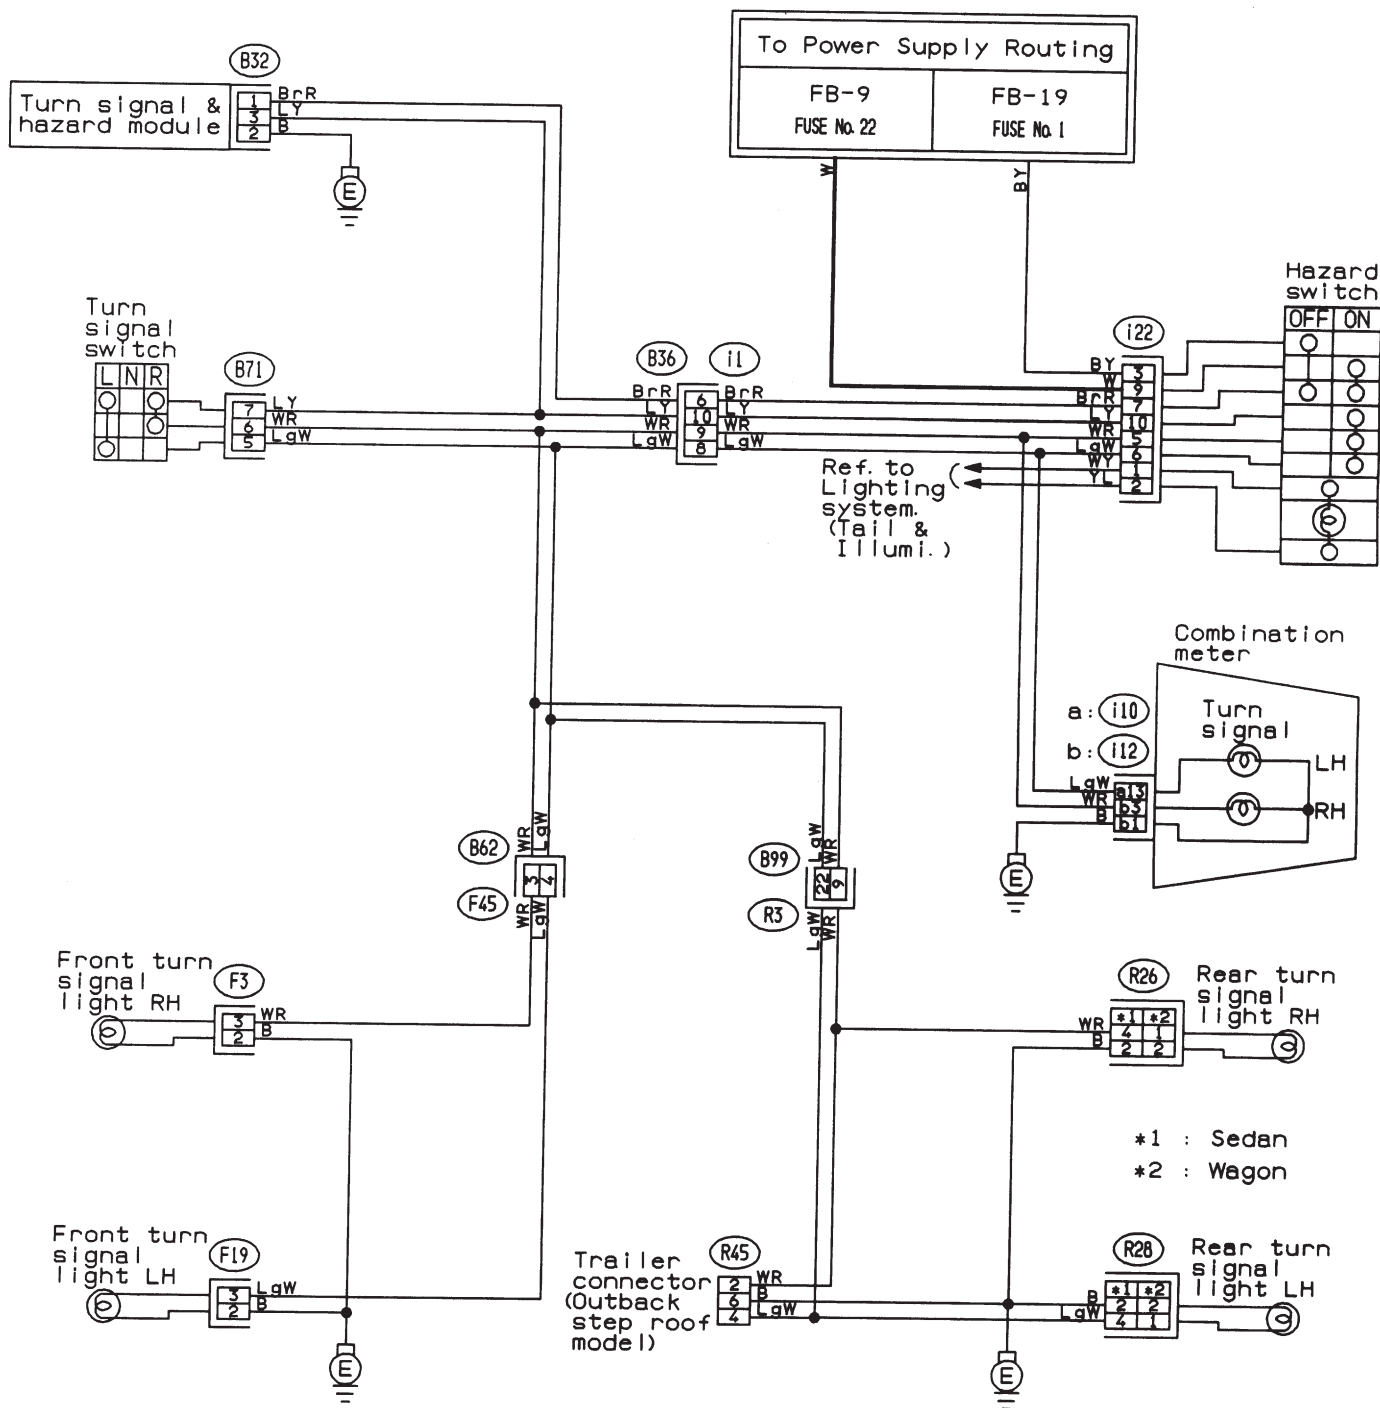 To Power Supply Routing
FB-9
FUSE No. 22
FB-19
FUSE No. 1
W
BY
B32
Turn signal &
hazard module
1
3
2
BrR
LY
B
E
Turn
signal
switch
L N R
B71
7
6
5
LY
WR
LgW
B36
i1
BrR
LY
WR
LgW
6
10
9
8
BrR
LY
WR
LgW
i22
BY
W
BrR
LY
WR
LgW
WY
YL
3
9
7
10
5
6
1
2
Hazard
switch
OFF ON
Ref. to
Lighting
system.
(Tail &
Illumi.)
Combination
meter
a: i10
b: i12
Turn
signal
LH
RH
LgW
WR
B
a13
b3
b1
E
WR
LgW
B62
3
4
F45
WR
LgW
LgW
WR
B99
22
9
R3
LgW
WR
Front turn
signal
light RH
F3
3
2
WR
B
R26
Rear turn
signal
light RH
WR
B
*1 *2
4 1
2 2
*1 : Sedan
*2 : Wagon
Front turn
signal
light LH
F19
3
2
LgW
B
E
Trailer
connector
(Outback
step roof
model)
R45
2
6
4
WR
B
LgW
E
R28
Rear turn
signal
light LH
B
LgW
*1 *2
2 2
4 1